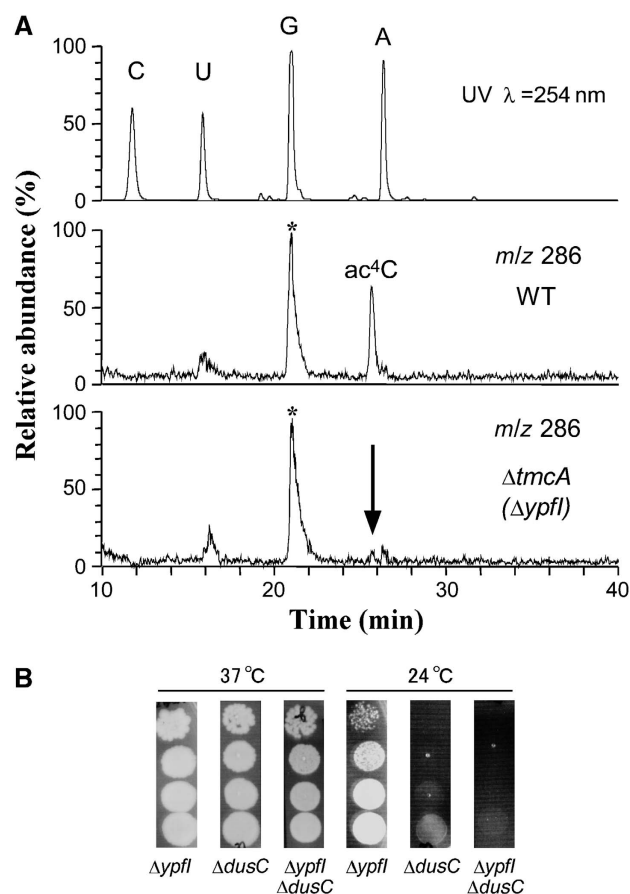 A
C
U
G
A
UV λ =254 nm
100
50
0
Relative abundance (%)
*
ac⁴C
m/z 286
WT
100
50
0
*
m/z 286
ΔtmcA
(ΔypfI)
100
50
0
10
20
30
40
Time (min)
B
37 °C
24 °C
ΔypfI
ΔdusC
ΔypfI
ΔdusC
ΔypfI
ΔdusC
ΔypfI
ΔdusC